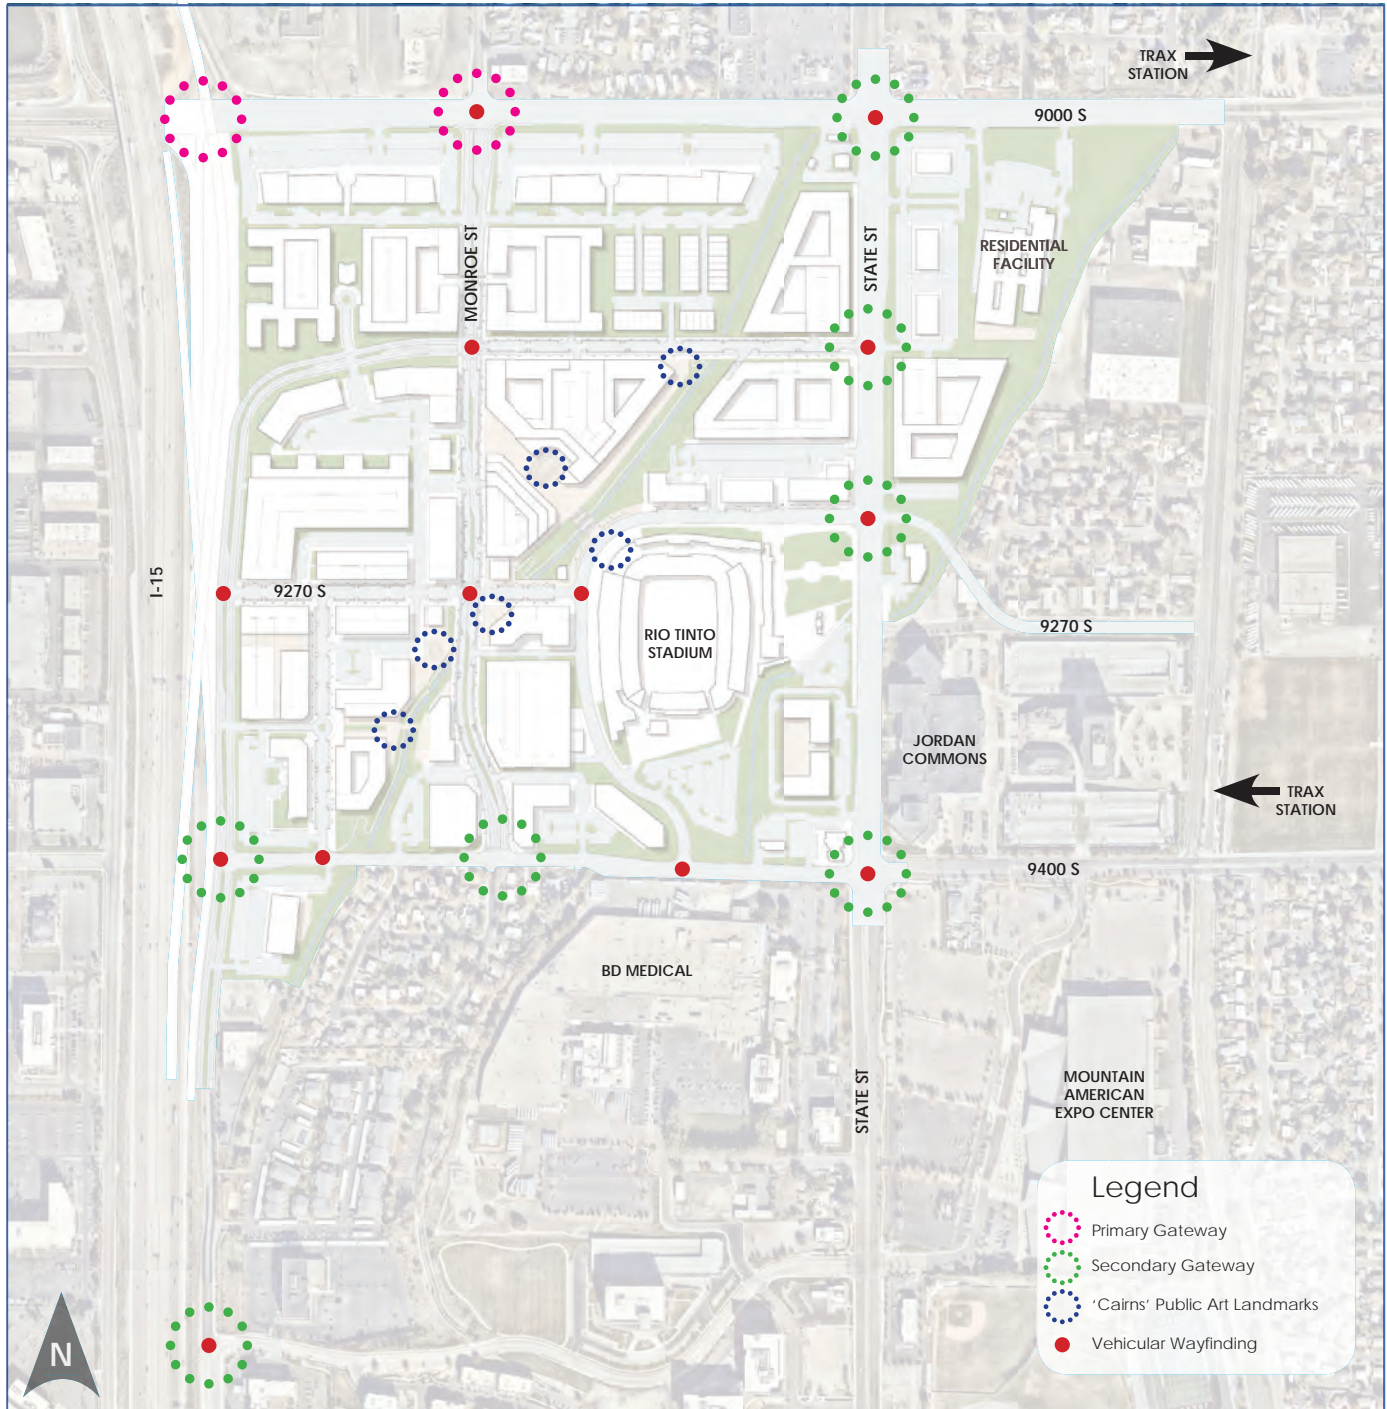 TRAX
STATION
9000 S
MONROE ST
STATE ST
RESIDENTIAL
FACILITY
I-15
9270 S
RIO TINTO
STADIUM
9270 S
JORDAN
COMMONS
TRAX
STATION
9400 S
BD MEDICAL
STATE ST
MOUNTAIN
AMERICAN
EXPO CENTER
Legend
Primary Gateway
Secondary Gateway
'Cairns' Public Art Landmarks
Vehicular Wayfinding
N